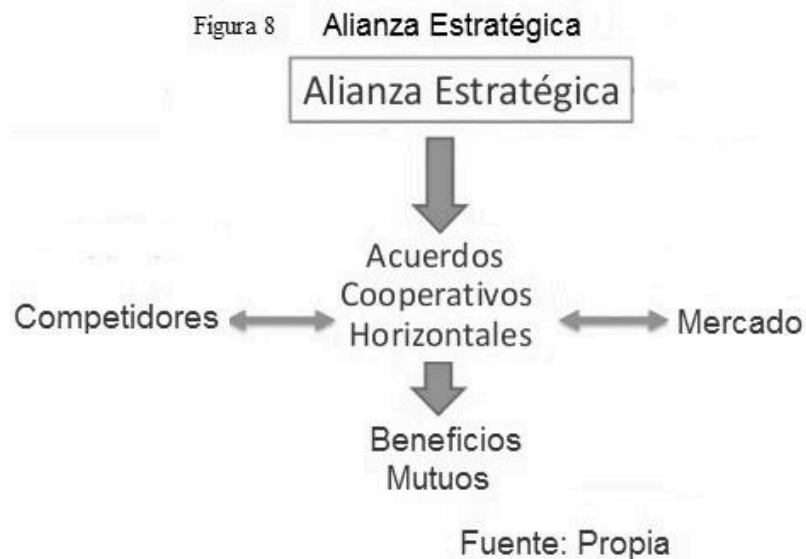 Figura 8 Alianza Estratégica
Alianza Estratégica
Acuerdos
Cooperativos
Horizontales
Competidores
Mercado
Beneficios
Mutuos
Fuente: Propia